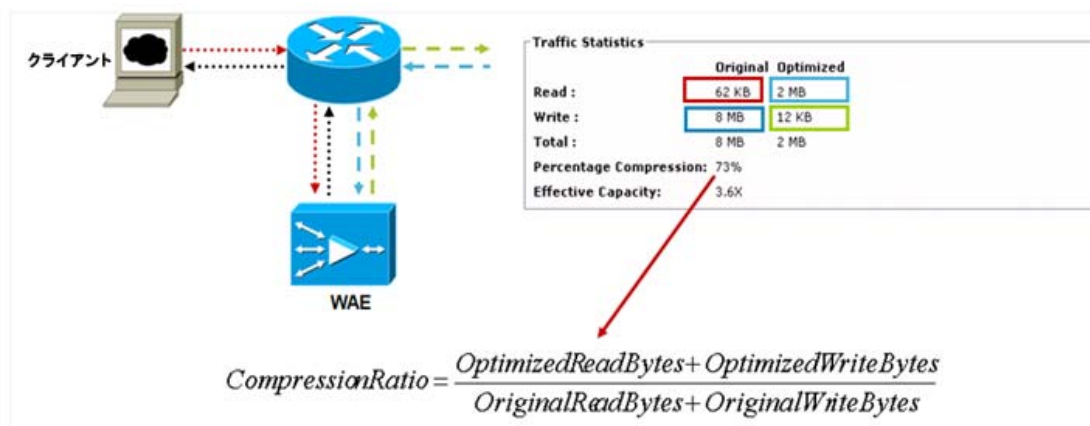 クライアント
Traffic Statistics
Original Optimized
Read : 62 KB 2 MB
Write : 8 MB 12 KB
Total : 8 MB 2 MB
Percentage Compression: 73%
Effective Capacity: 3.6X
WAE
CompressionRatio = OptimizedReadBytes + OptimizedWriteBytes
OriginalReadBytes + OriginalWriteBytes